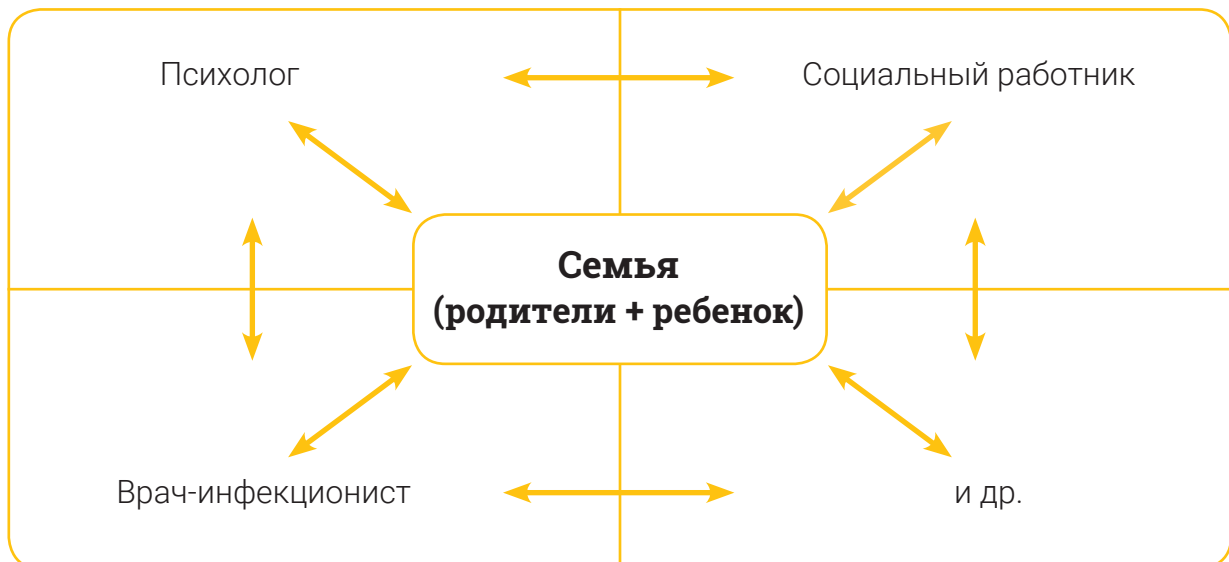 Психолог
Социальный работник
Семья
(родители + ребенок)
Врач-инфекционист
и др.